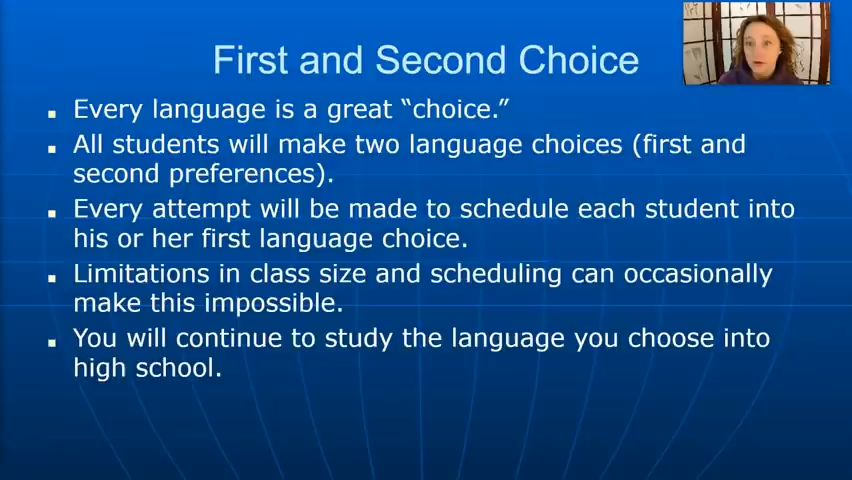 First and Second Choice
Every language is a great “choice.”
All students will make two language choices (first and
second preferences).
Every attempt will be made to schedule each student into
his or her first language choice.
Limitations in class size and scheduling can occasionally
make this impossible.
You will continue to study the language you choose into
high school.